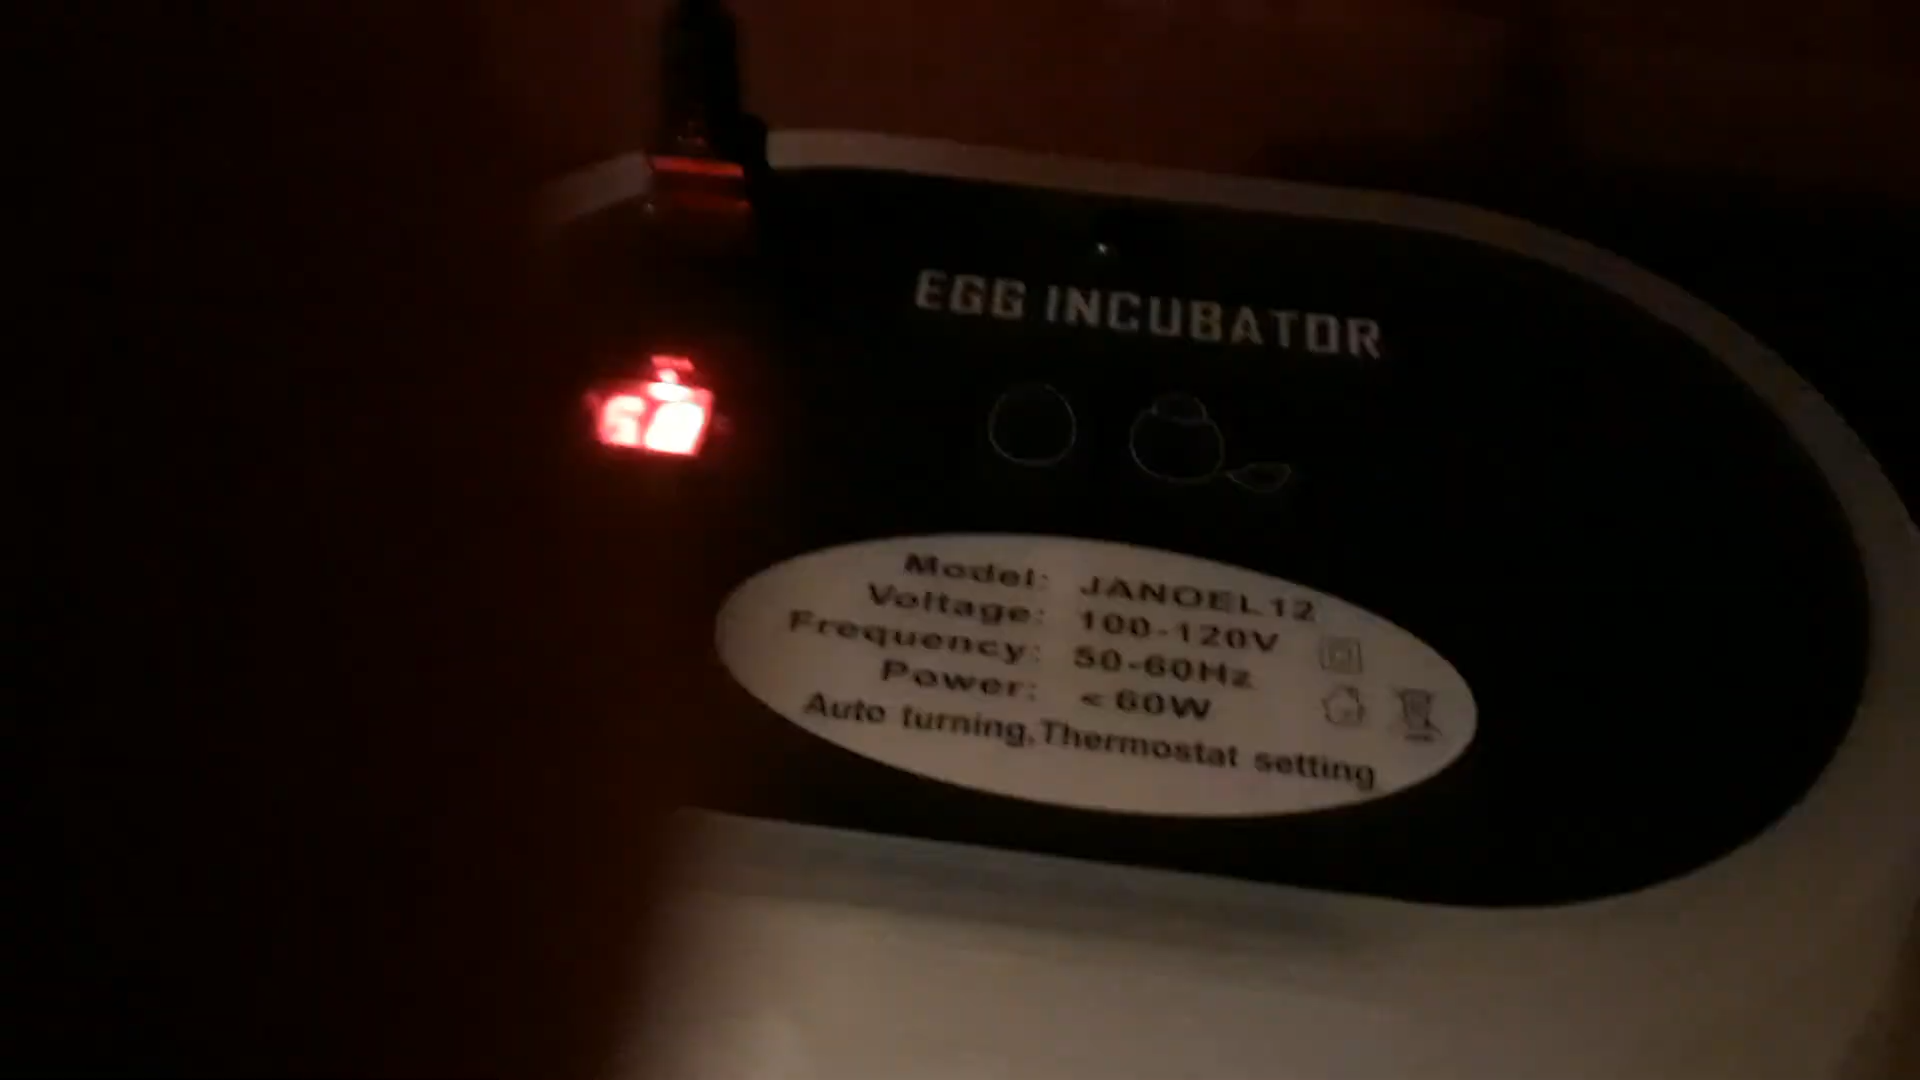 EGG INCUBATOR
Model: JANOEL12
Voltage: 100-120V
Frequency: 50-60Hz
Power: <60W
Auto turning,Thermostat setting